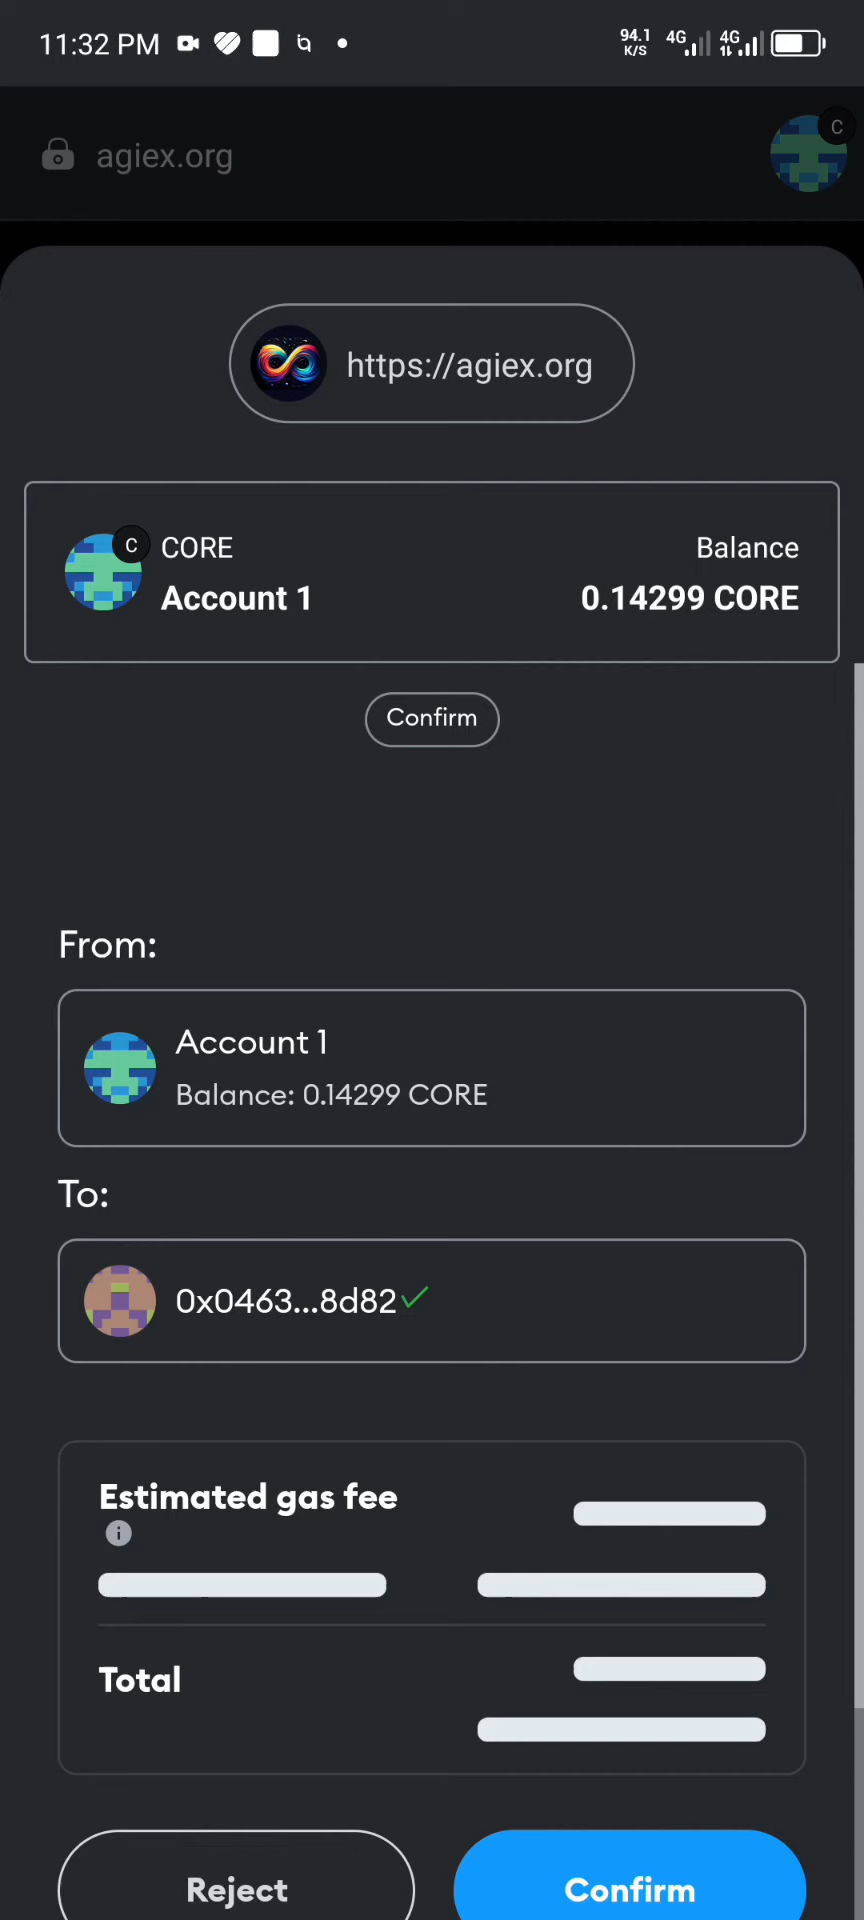 11:32 PM 94.1 K/S 4G 4G
agiex.org C
https://agiex.org
C CORE Balance
Account 1 0.14299 CORE
Confirm
From:
Account 1
Balance: 0.14299 CORE
To:
0x0463...8d82
Estimated gas fee
Total
Reject Confirm